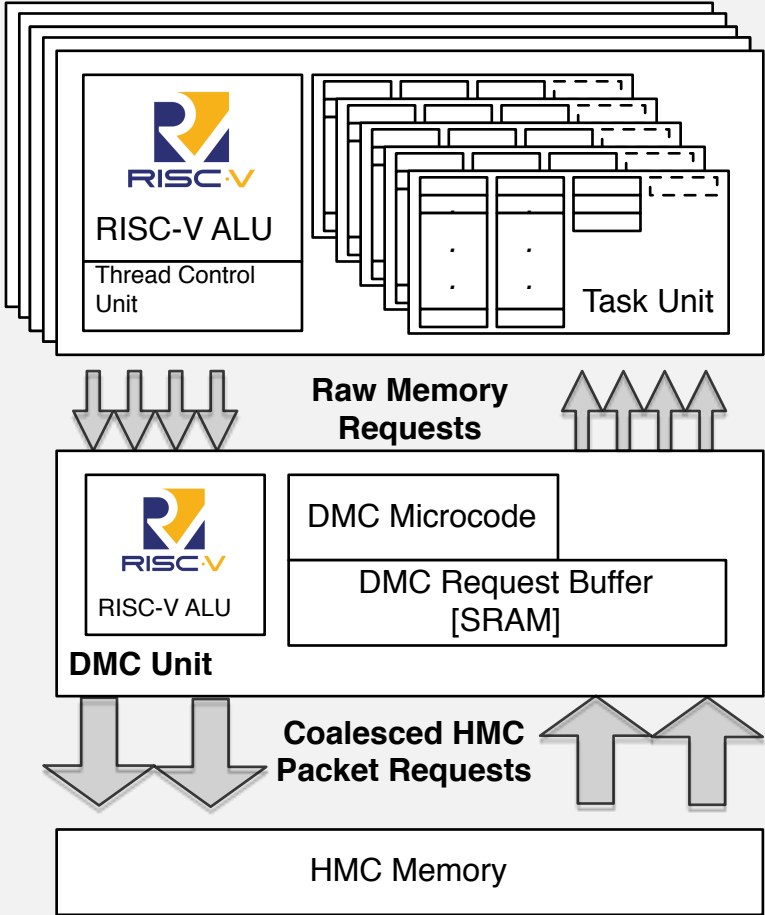 RISC-V
RISC-V ALU
Thread Control
Unit
Task Unit
Raw Memory
Requests
RISC-V
RISC-V ALU
DMC Microcode
DMC Request Buffer
[SRAM]
DMC Unit
Coalesced HMC
Packet Requests
HMC Memory